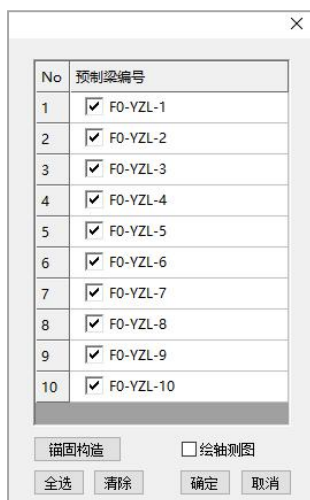 No 预制梁编号
1 F0-YZL-1
2 F0-YZL-2
3 F0-YZL-3
4 F0-YZL-4
5 F0-YZL-5
6 F0-YZL-6
7 F0-YZL-7
8 F0-YZL-8
9 F0-YZL-9
10 F0-YZL-10
锚固构造 绘轴测图
全选 清除 确定 取消